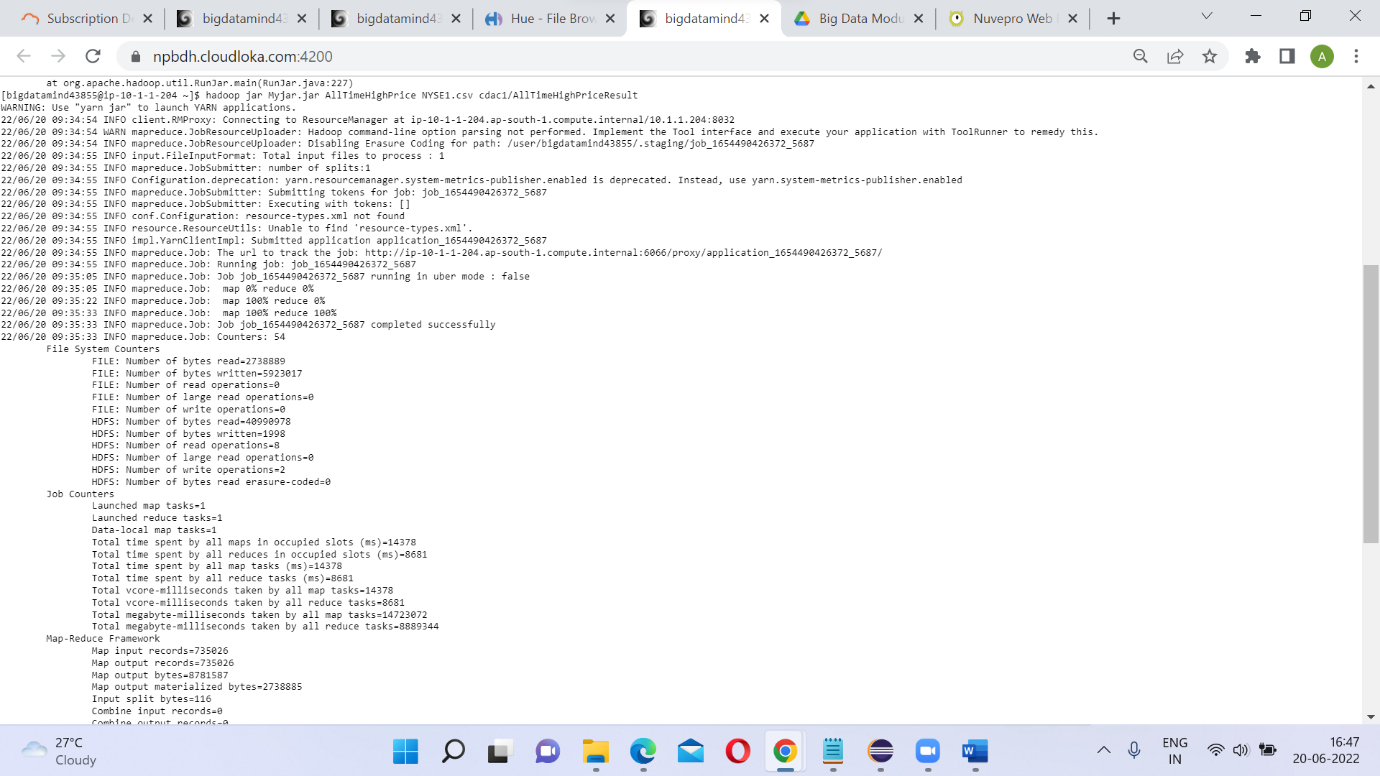 Subscription D
bigdatamind43
bigdatamind43
Hue - File Brow
bigdatamind43
Big Data Modu
Nuvepro Web
npbdh.cloudloka.com:4200
A
at org.apache.hadoop.util.RunJar.main(RunJar.java:227)
[bigdatamind43855@ip-10-1-1-204 ~]$ hadoop jar Myjar.jar AllTimeHighPrice NYSE1.csv cdac1/AllTimeHighPriceResult
WARNING: Use "yarn jar" to launch YARN applications.
22/06/20 09:34:54 INFO client.RMProxy: Connecting to ResourceManager at ip-10-1-1-204.ap-south-1.compute.internal/10.1.1.204:8032
22/06/20 09:34:54 WARN mapreduce.JobResourceUploader: Hadoop command-line option parsing not performed. Implement the Tool interface and execute your application with ToolRunner to remedy this.
22/06/20 09:34:54 INFO mapreduce.JobResourceUploader: Disabling Erasure Coding for path: /user/bigdatamind43855/.staging/job_1654490426372_5687
22/06/20 09:34:55 INFO input.FileInputFormat: Total input files to process : 1
22/06/20 09:34:55 INFO mapreduce.JobSubmitter: number of splits:1
22/06/20 09:34:55 INFO Configuration.deprecation: yarn.resourcemanager.system-metrics-publisher.enabled is deprecated. Instead, use yarn.system-metrics-publisher.enabled
22/06/20 09:34:55 INFO mapreduce.JobSubmitter: Submitting tokens for job: job_1654490426372_5687
22/06/20 09:34:55 INFO mapreduce.JobSubmitter: Executing with tokens: []
22/06/20 09:34:55 INFO conf.Configuration: resource-types.xml not found
22/06/20 09:34:55 INFO resource.ResourceUtils: Unable to find 'resource-types.xml'.
22/06/20 09:34:55 INFO impl.YarnClientImpl: Submitted application application_1654490426372_5687
22/06/20 09:34:55 INFO mapreduce.Job: The url to track the job: http://ip-10-1-1-204.ap-south-1.compute.internal:6066/proxy/application_1654490426372_5687/
22/06/20 09:34:55 INFO mapreduce.Job: Running job: job_1654490426372_5687
22/06/20 09:35:05 INFO mapreduce.Job: Job job_1654490426372_5687 running in uber mode : false
22/06/20 09:35:05 INFO mapreduce.Job:  map 0% reduce 0%
22/06/20 09:35:22 INFO mapreduce.Job:  map 100% reduce 0%
22/06/20 09:35:33 INFO mapreduce.Job:  map 100% reduce 100%
22/06/20 09:35:33 INFO mapreduce.Job: Job job_1654490426372_5687 completed successfully
22/06/20 09:35:33 INFO mapreduce.Job: Counters: 54
File System Counters
FILE: Number of bytes read=2738889
FILE: Number of bytes written=5923017
FILE: Number of read operations=0
FILE: Number of large read operations=0
FILE: Number of write operations=0
HDFS: Number of bytes read=40990978
HDFS: Number of bytes written=1998
HDFS: Number of read operations=8
HDFS: Number of large read operations=0
HDFS: Number of write operations=2
HDFS: Number of bytes read erasure-coded=0
Job Counters
Launched map tasks=1
Launched reduce tasks=1
Data-local map tasks=1
Total time spent by all maps in occupied slots (ms)=14378
Total time spent by all reduces in occupied slots (ms)=8681
Total time spent by all map tasks (ms)=14378
Total time spent by all reduce tasks (ms)=8681
Total vcore-milliseconds taken by all map tasks=14378
Total vcore-milliseconds taken by all reduce tasks=8681
Total megabyte-milliseconds taken by all map tasks=14723072
Total megabyte-milliseconds taken by all reduce tasks=8889344
Map-Reduce Framework
Map input records=735026
Map output records=735026
Map output bytes=8781587
Map output materialized bytes=2738885
Input split bytes=116
Combine input records=0
Combine output records=0
27°C
Cloudy
ENG
IN
16:47
20-06-2022